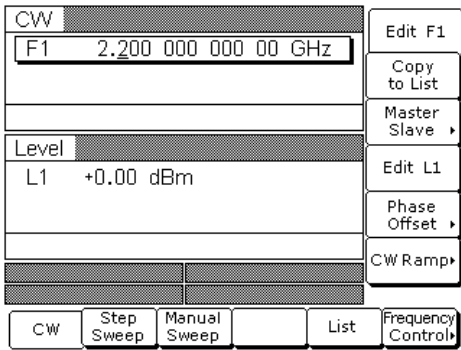 CW
F1 2.200 000 000 00 GHz
Level
L1 +0.00 dBm
Edit F1
Copy
to List
Master
Slave
Edit L1
Phase
Offset
CW Ramp
CW
Step
Sweep
Manual
Sweep
List
Frequency
Control